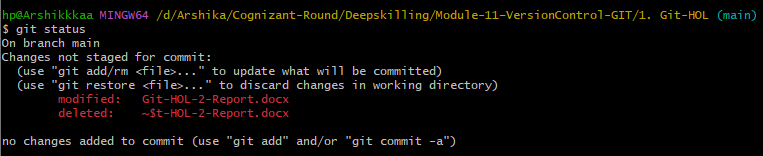 hp@Arshikkkaa MINGW64 /d/Arshika/Cognizant-Round/Deepskilling/Module-11-VersionControl-GIT/1. Git-HOL (main)
$ git status
On branch main
Changes not staged for commit:
  (use "git add/rm <file>..." to update what will be committed)
  (use "git restore <file>..." to discard changes in working directory)
        modified:   Git-HOL-2-Report.docx
        deleted:    ~$t-HOL-2-Report.docx

no changes added to commit (use "git add" and/or "git commit -a")